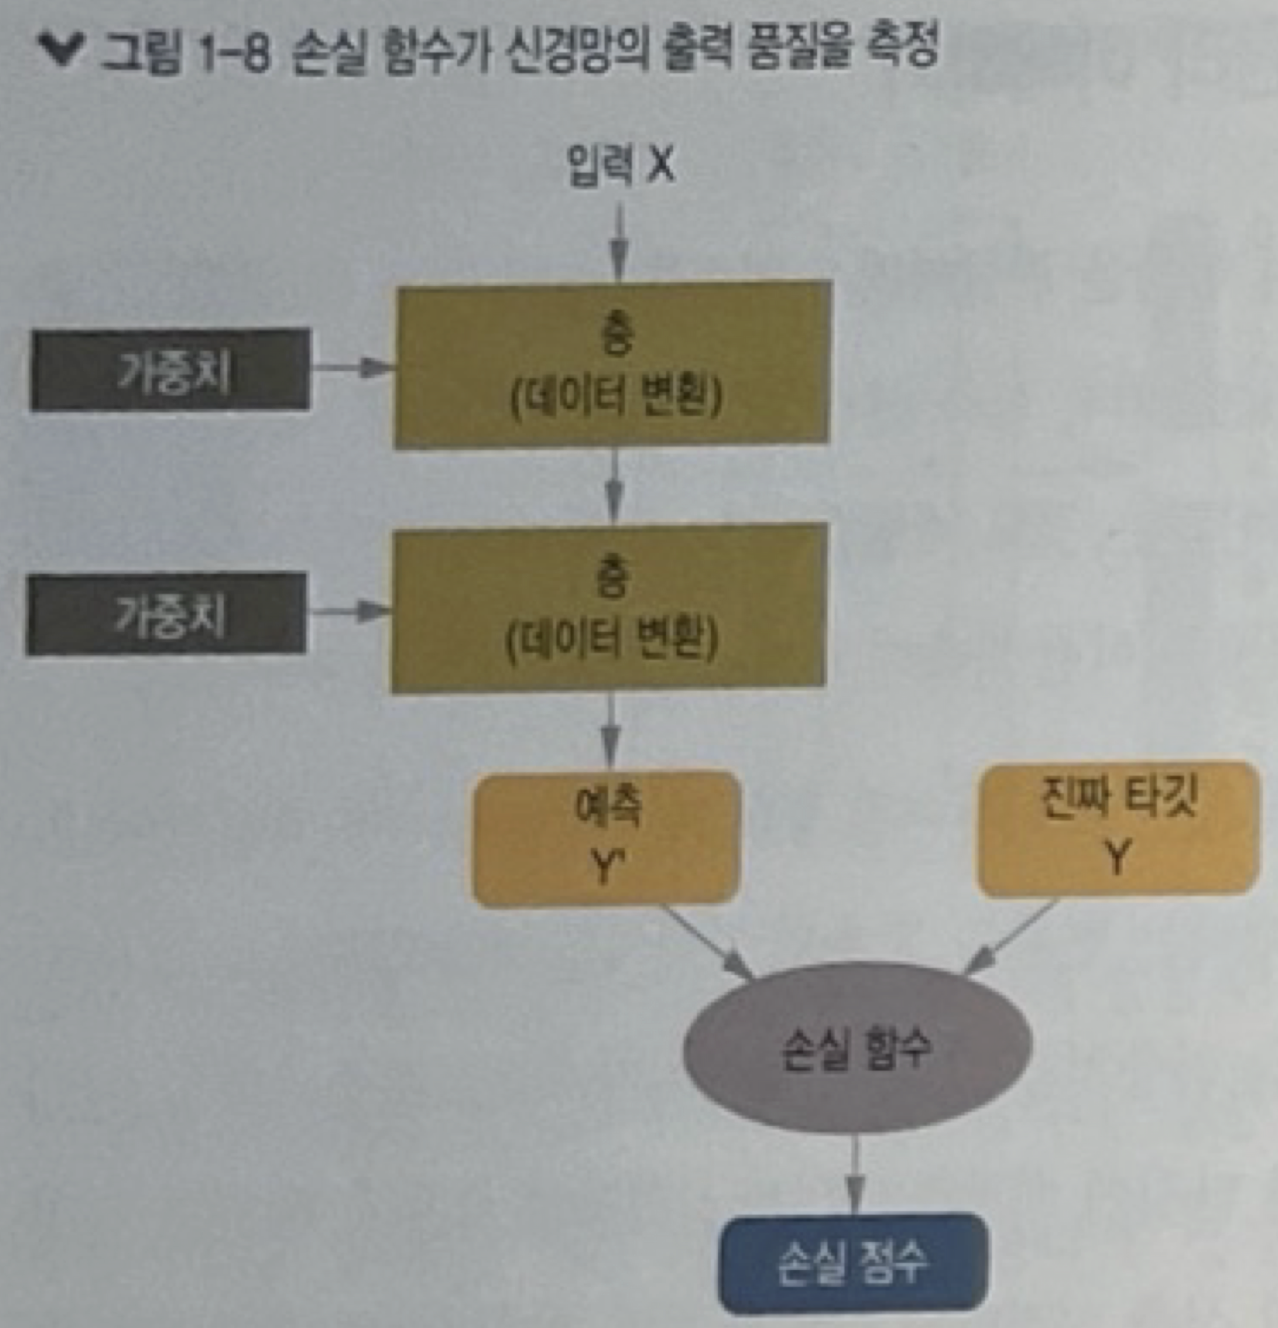 그림 1-8 손실 함수가 신경망의 출력 품질을 측정
입력 X
가중치
층
(데이터 변환)
가중치
층
(데이터 변환)
예측
Y'
진짜 타깃
Y
손실 함수
손실 점수